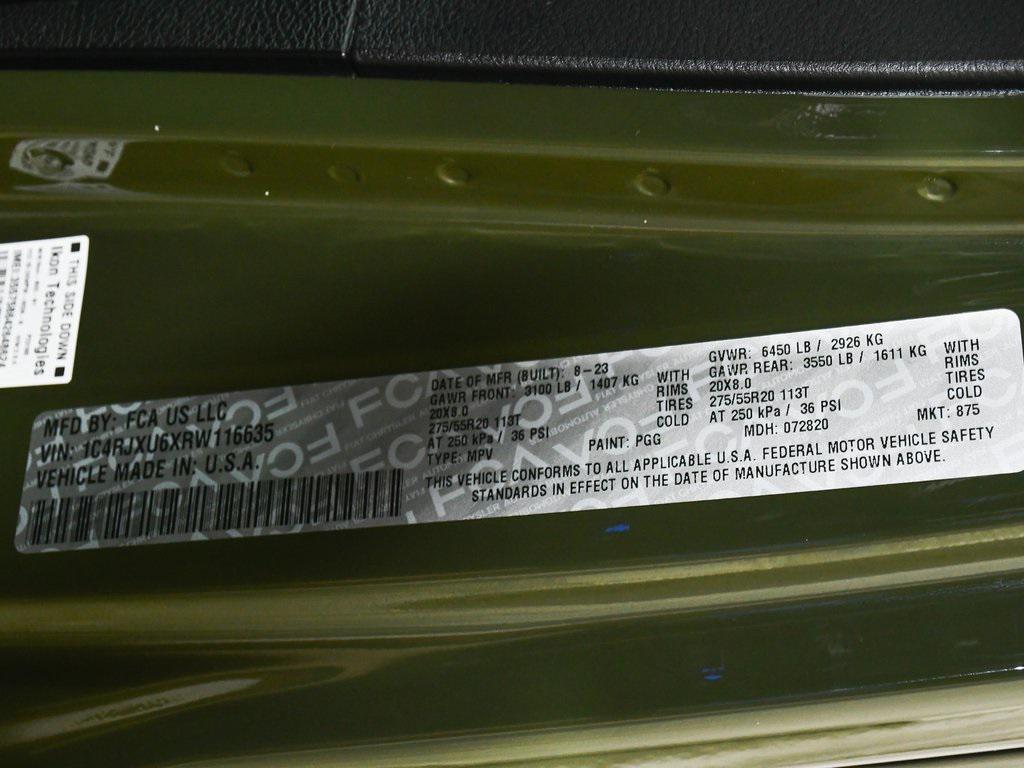 ■ THIS SIDE DOWN ■
Ikon Technologies
MFD BY: FCA US LLC
VIN: 1C4RJXU6XRW116635
VEHICLE MADE IN: U.S.A.
DATE OF MFR (BUILT): 8-23
GAWR FRONT: 3100 LB / 1407 KG WITH
20X8.0 RIMS
275/55R20 113T TIRES
AT 250 kPa / 36 PSI COLD
TYPE: MPV
PAINT: PGG
GVWR: 6450 LB / 2926 KG
GAWR REAR: 3550 LB / 1611 KG WITH
20X8.0 RIMS
275/55R20 113T TIRES
AT 250 kPa / 36 PSI COLD
MDH: 072820
MKT: 875
THIS VEHICLE CONFORMS TO ALL APPLICABLE U.S.A. FEDERAL MOTOR VEHICLE SAFETY
STANDARDS IN EFFECT ON THE DATE OF MANUFACTURE SHOWN ABOVE.